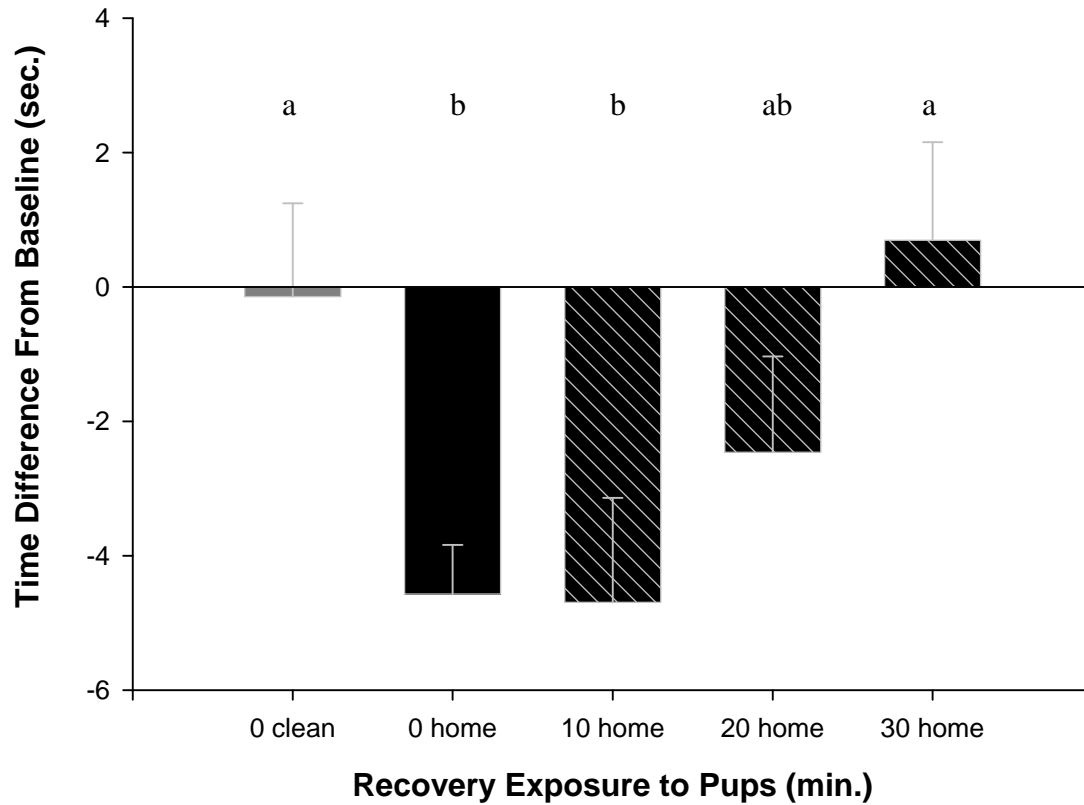 Time Difference From Baseline (sec.)
4
2
0
-2
-4
-6
a b b ab a
0 clean 0 home 10 home 20 home 30 home
Recovery Exposure to Pups (min.)